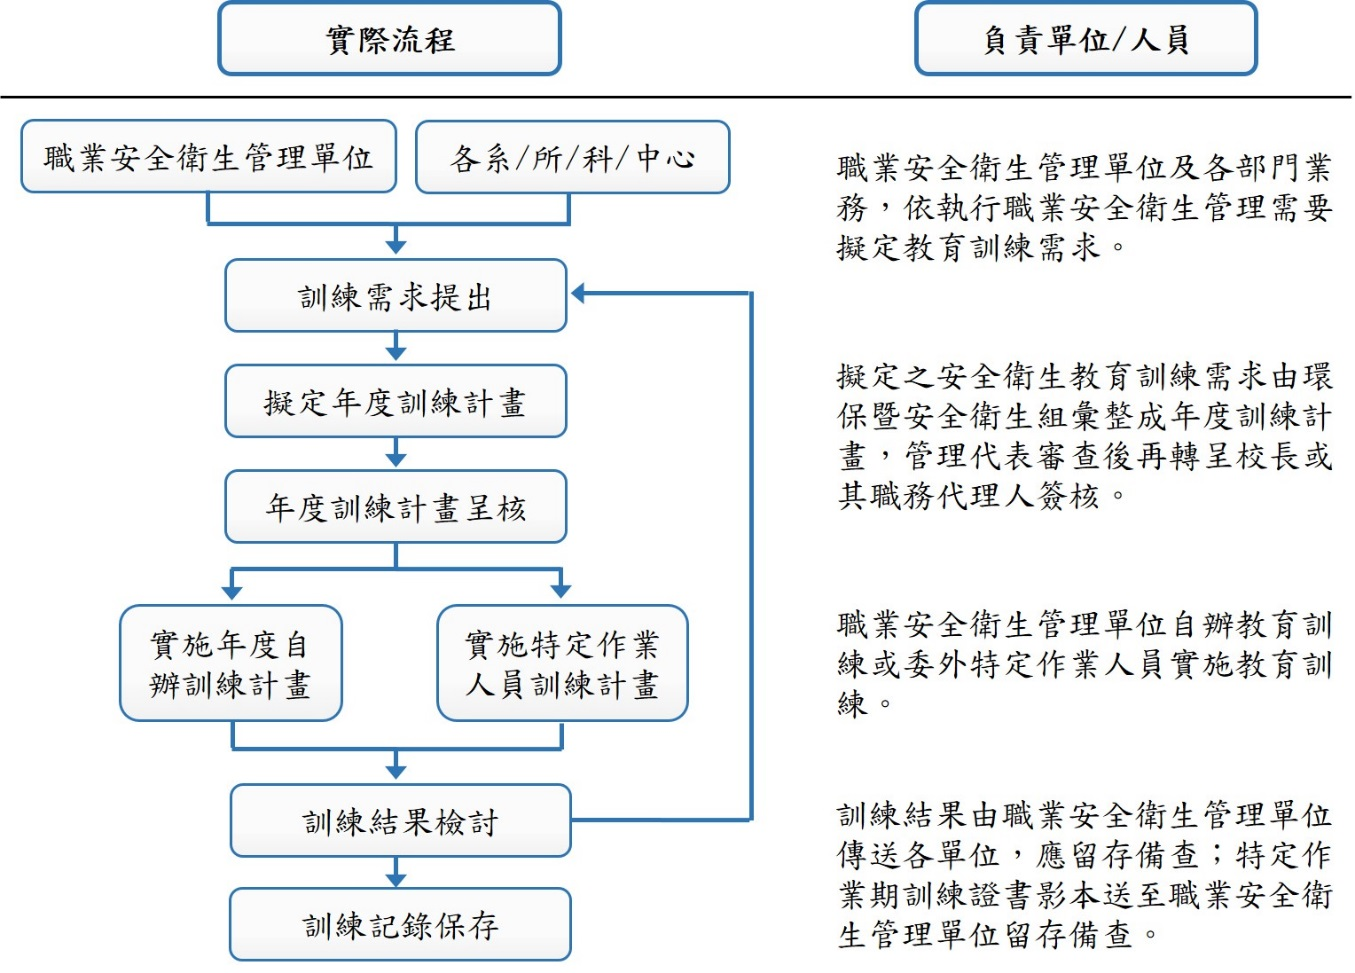 實際流程
負責單位/人員
職業安全衛生管理單位
各系/所/科/中心
訓練需求提出
擬定年度訓練計畫
年度訓練計畫呈核
實施年度自
辦訓練計畫
實施特定作業
人員訓練計畫
訓練結果檢討
訓練記錄保存
職業安全衛生管理單位及各部門業
務，依執行職業安全衛生管理需要
擬定教育訓練需求。
擬定之安全衛生教育訓練需求由環
保暨安全衛生組彙整成年度訓練計
畫，管理代表審查後再轉呈校長或
其職務代理人簽核。
職業安全衛生管理單位自辦教育訓
練或委外特定作業人員實施教育訓
練。
訓練結果由職業安全衛生管理單位
傳送各單位，應留存備查；特定作
業期訓練證書影本送至職業安全衛
生管理單位留存備查。